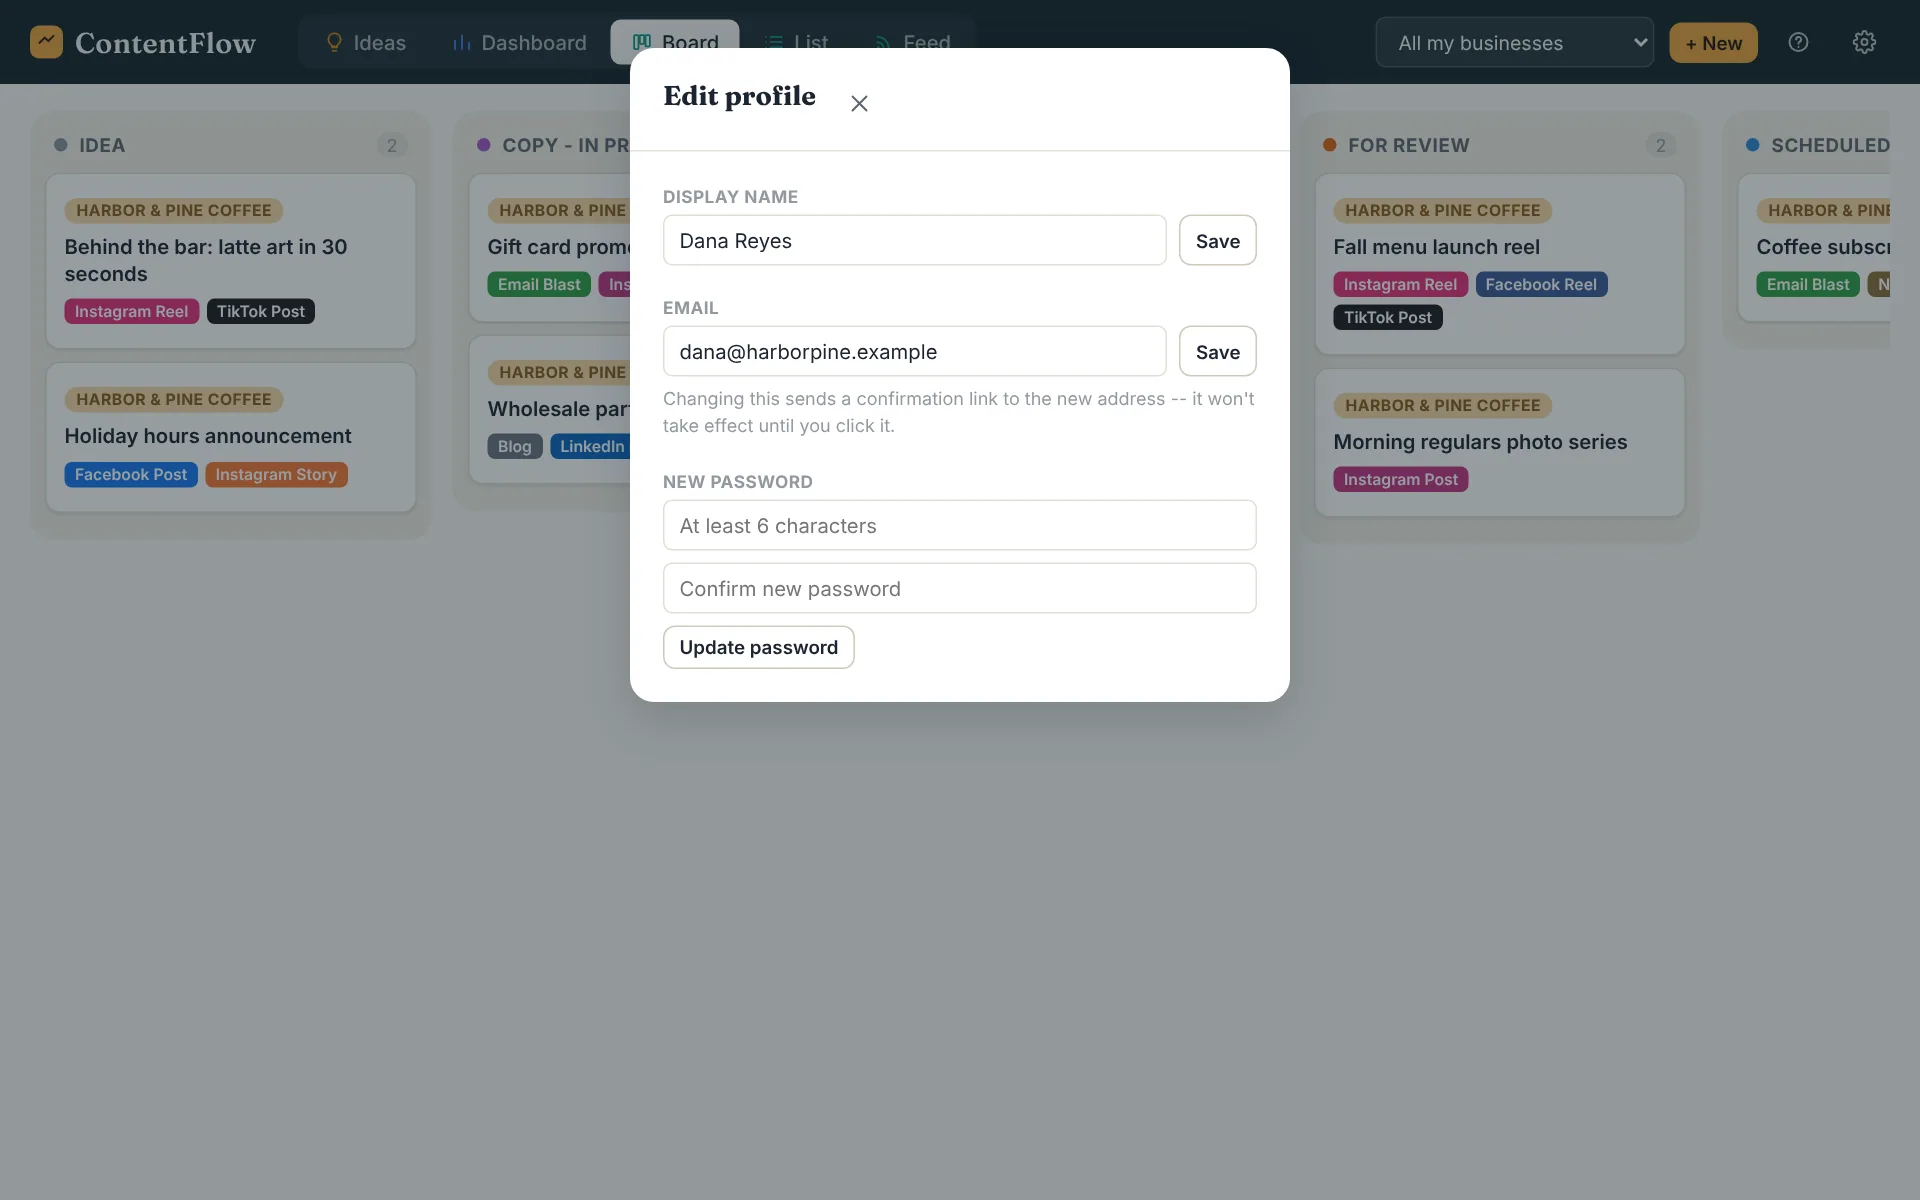 ContentFlow
Ideas
Dashboard
Board
List
Feed
All my businesses
+ New
Edit profile
DISPLAY NAME
Dana Reyes
Save
EMAIL
dana@harborpine.example
Save
Changing this sends a confirmation link to the new address -- it won't
take effect until you click it.
NEW PASSWORD
At least 6 characters
Confirm new password
Update password
IDEA
2
HARBOR & PINE COFFEE
Behind the bar: latte art in 30
seconds
Instagram Reel
TikTok Post
HARBOR & PINE COFFEE
Holiday hours announcement
Facebook Post
Instagram Story
COPY - IN PR
HARBOR & PINE
Gift card prom
Email Blast
Ins
HARBOR & PINE
Wholesale par
Blog
LinkedIn
FOR REVIEW
2
HARBOR & PINE COFFEE
Fall menu launch reel
Instagram Reel
Facebook Reel
TikTok Post
HARBOR & PINE COFFEE
Morning regulars photo series
Instagram Post
SCHEDULED
HARBOR & PINE
Coffee subscr
Email Blast
N